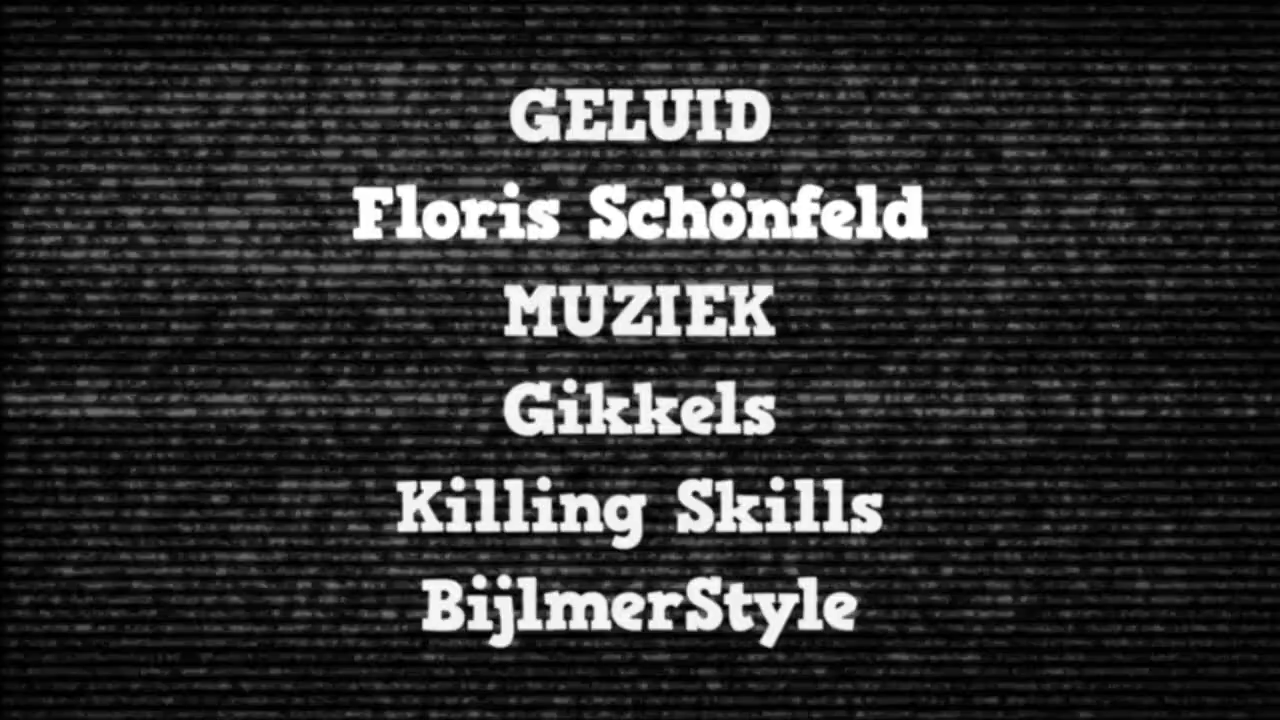 GELUID
Floris Schönfeld
MUZIEK
Gikkels
Killing Skills
BijlmerStyle